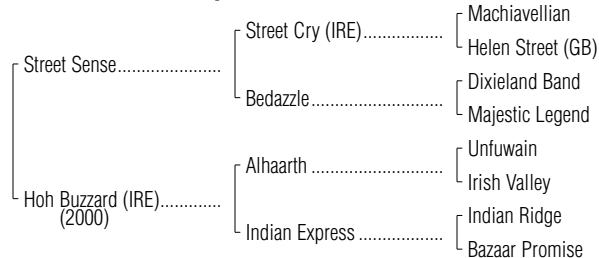 Machiavellian
Street Cry (IRE)................
Helen Street (GB)
Street Sense......................
Dixieland Band
Bedazzle............................
Majestic Legend
Unfuwain
Alhaarth ............................
Irish Valley
Hoh Buzzard (IRE).............
(2000)
Indian Ridge
Indian Express ..................
Bazaar Promise